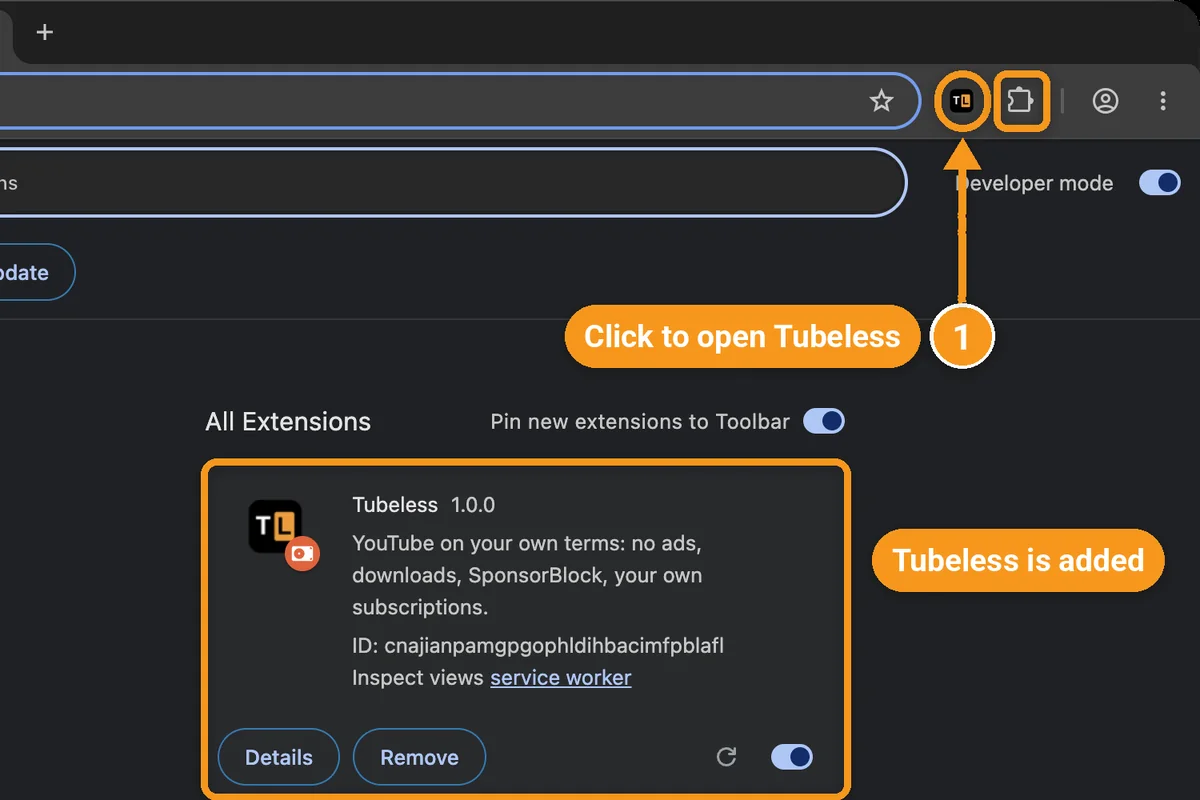 TL
Developer mode
Click to open Tubeless
1
All Extensions
Pin new extensions to Toolbar
TL
Tubeless 1.0.0
YouTube on your own terms: no ads,
downloads, SponsorBlock, your own
subscriptions.
ID: cnajianpamgpgophldihbacimfpblafl
Inspect views service worker
Tubeless is added
Details
Remove